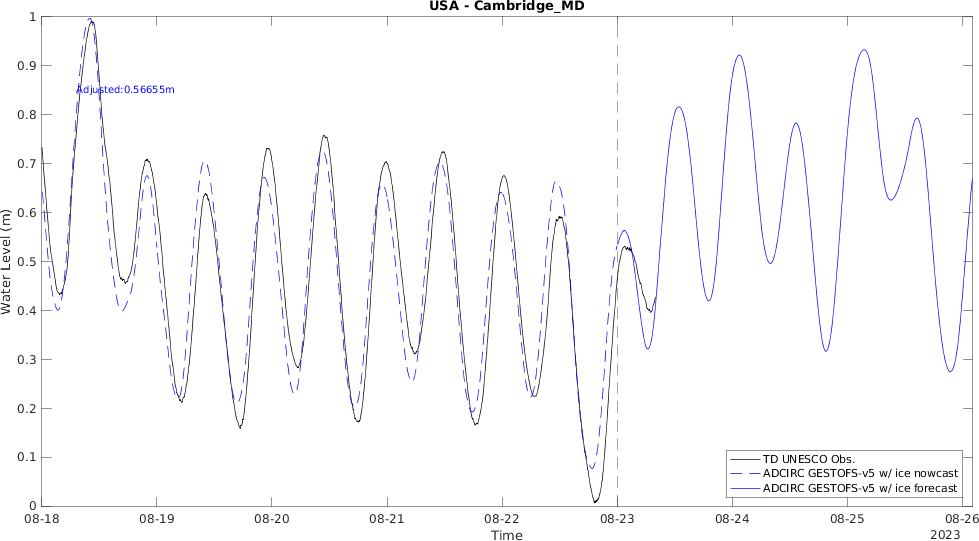 USA - Cambridge_MD
1
0.9
Adjusted:0.56655m
0.8
0.7
0.6
0.5
0.4
0.3
0.2
0.1
0
Water Level (m)
TD UNESCO Obs.
ADCIRC GESTOFS-v5 w/ ice nowcast
ADCIRC GESTOFS-v5 w/ ice forecast
08-18 08-19 08-20 08-21 08-22 08-23 08-24 08-25 08-26
Time 2023